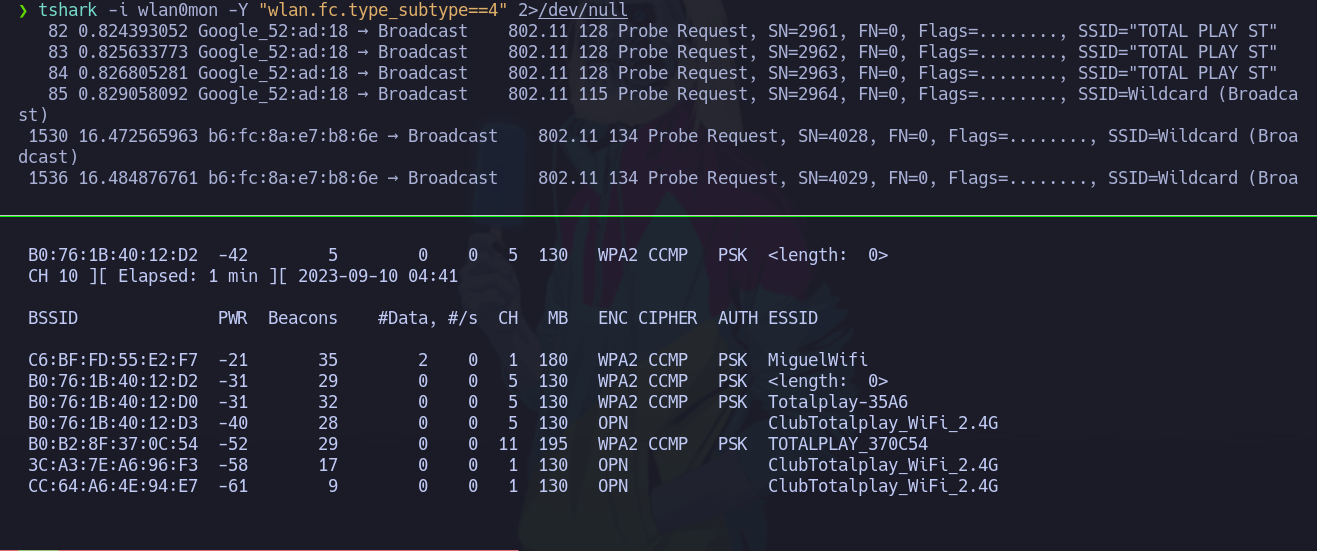 ❯ tshark -i wlan0mon -Y "wlan.fc.type_subtype==4" 2>/dev/null
   82 0.824393052 Google_52:ad:18 → Broadcast    802.11 128 Probe Request, SN=2961, FN=0, Flags=........, SSID="TOTAL PLAY ST"
   83 0.825633773 Google_52:ad:18 → Broadcast    802.11 128 Probe Request, SN=2962, FN=0, Flags=........, SSID="TOTAL PLAY ST"
   84 0.826805281 Google_52:ad:18 → Broadcast    802.11 128 Probe Request, SN=2963, FN=0, Flags=........, SSID="TOTAL PLAY ST"
   85 0.829058092 Google_52:ad:18 → Broadcast    802.11 115 Probe Request, SN=2964, FN=0, Flags=........, SSID=Wildcard (Broadca
st)
 1530 16.472565963 b6:fc:8a:e7:b8:6e → Broadcast    802.11 134 Probe Request, SN=4028, FN=0, Flags=........, SSID=Wildcard (Broa
dcast)
 1536 16.484876761 b6:fc:8a:e7:b8:6e → Broadcast    802.11 134 Probe Request, SN=4029, FN=0, Flags=........, SSID=Wildcard (Broa
 B0:76:1B:40:12:D2  -42        5        0    0   5  130   WPA2 CCMP   PSK  <length:  0>
 CH 10 ][ Elapsed: 1 min ][ 2023-09-10 04:41
 BSSID              PWR  Beacons    #Data, #/s  CH   MB   ENC CIPHER  AUTH ESSID
 C6:BF:FD:55:E2:F7  -21       35        2    0   1  180   WPA2 CCMP   PSK  MiguelWifi
 B0:76:1B:40:12:D2  -31       29        0    0   5  130   WPA2 CCMP   PSK  <length:  0>
 B0:76:1B:40:12:D0  -31       32        0    0   5  130   WPA2 CCMP   PSK  Totalplay-35A6
 B0:76:1B:40:12:D3  -40       28        0    0   5  130   OPN              ClubTotalplay_WiFi_2.4G
 B0:B2:8F:37:0C:54  -52       29        0    0  11  195   WPA2 CCMP   PSK  TOTALPLAY_370C54
 3C:A3:7E:A6:96:F3  -58       17        0    0   1  130   OPN              ClubTotalplay_WiFi_2.4G
 CC:64:A6:4E:94:E7  -61        9        0    0   1  130   OPN              ClubTotalplay_WiFi_2.4G